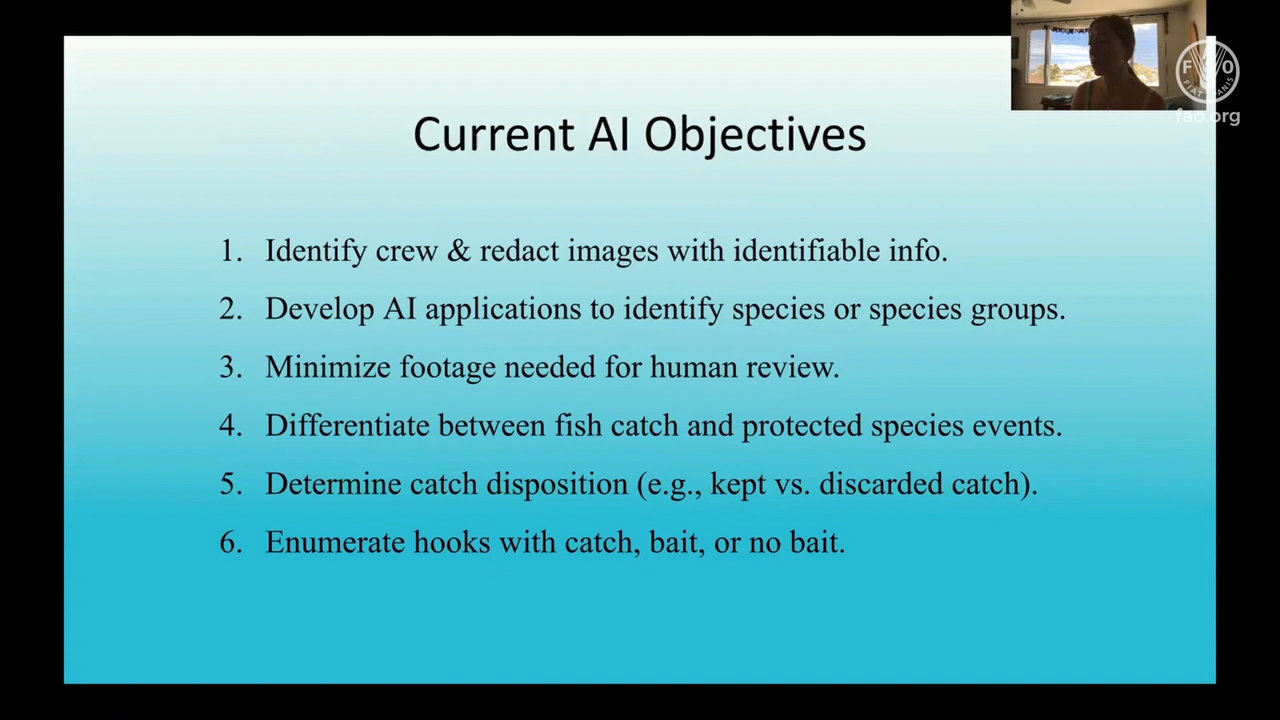 Current AI Objectives
1. Identify crew & redact images with identifiable info.
2. Develop AI applications to identify species or species groups.
3. Minimize footage needed for human review.
4. Differentiate between fish catch and protected species events.
5. Determine catch disposition (e.g., kept vs. discarded catch).
6. Enumerate hooks with catch, bait, or no bait.
F O
FIAT PANIS
fao.org